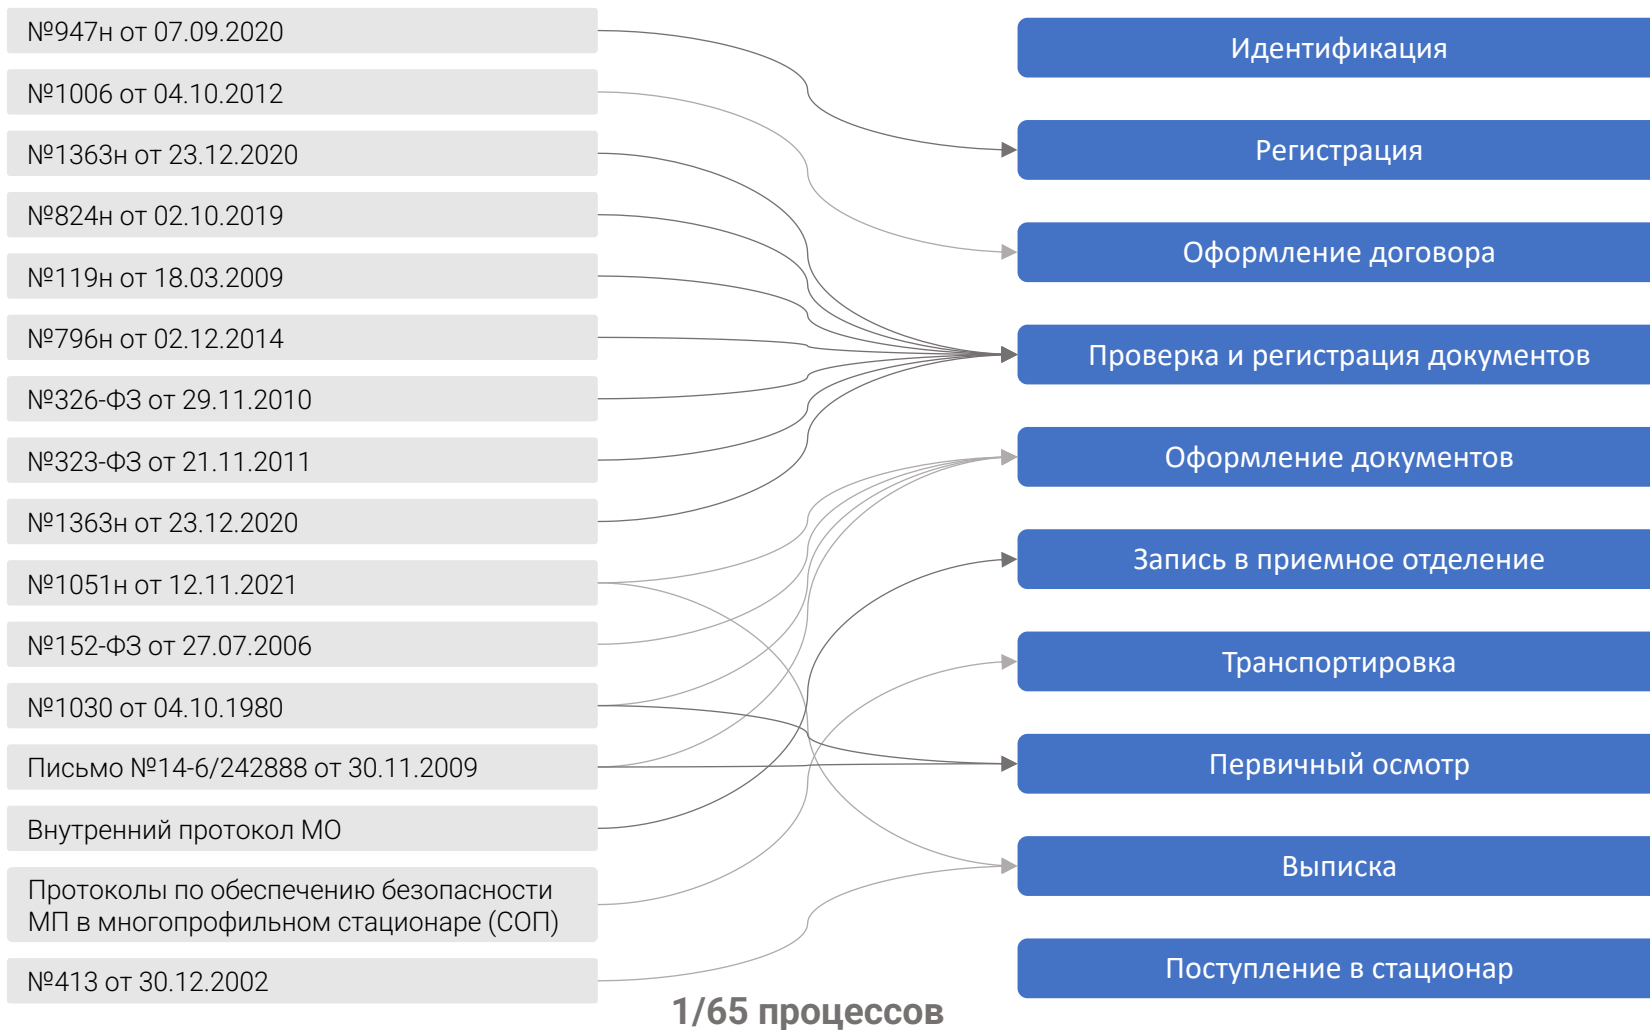 №947н от 07.09.2020
№1006 от 04.10.2012
№1363н от 23.12.2020
№824н от 02.10.2019
№119н от 18.03.2009
№796н от 02.12.2014
№326-ФЗ от 29.11.2010
№323-ФЗ от 21.11.2011
№1363н от 23.12.2020
№1051н от 12.11.2021
№152-ФЗ от 27.07.2006
№1030 от 04.10.1980
Письмо №14-6/242888 от 30.11.2009
Внутренний протокол МО
Протоколы по обеспечению безопасности
МП в многопрофильном стационаре (СОП)
№413 от 30.12.2002
Идентификация
Регистрация
Оформление договора
Проверка и регистрация документов
Оформление документов
Запись в приемное отделение
Транспортировка
Первичный осмотр
Выписка
Поступление в стационар
1/65 процессов